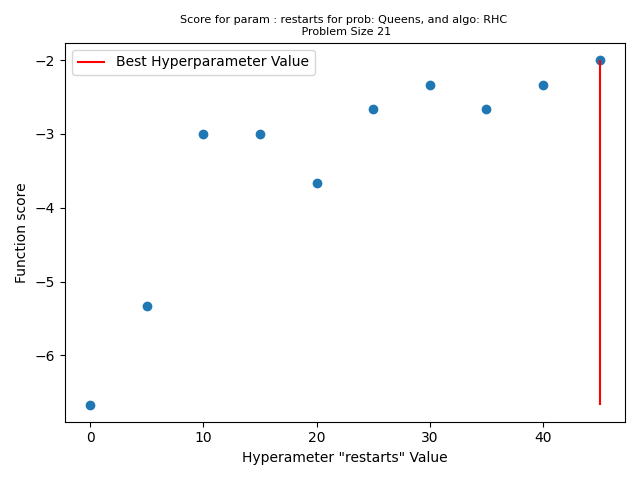 Score for param : restarts for prob: Queens, and algo: RHC
Problem Size 21
Best Hyperparameter Value
−2
−3
−4
−5
−6
Function score
0 10 20 30 40
Hyperameter "restarts" Value